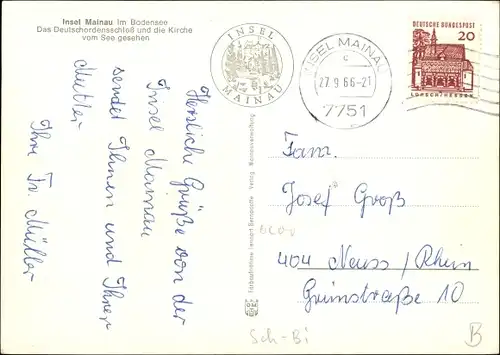 Insel Mainau im Bodensee
Das Deutschordensschloß und die Kirche
vom See gesehen
Herzliche Grüße von der
Insel Mainau
sendet Ihnen und Ihrer
Mutter
Ihre Fr. Müller
INSEL
MAINAU
INSEL MAINAU
c
27.9.66-21
7751
DEUTSCHE BUNDESPOST
20
LORSCH/HESSEN
Fam.
Josef Groß
404 Neuss / Rhein
Grünstraße 10
Sch-Bi
B